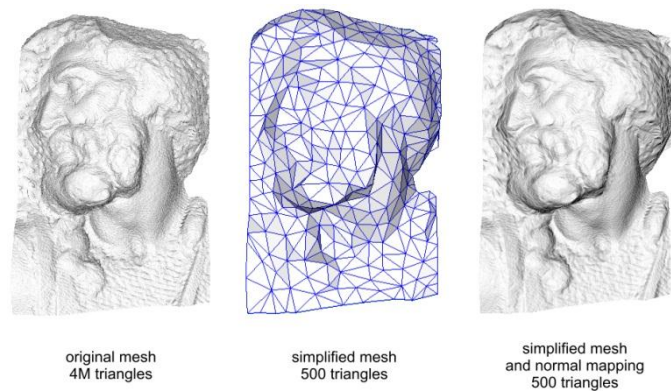 original mesh
4M triangles
simplified mesh
500 triangles
simplified mesh
and normal mapping
500 triangles